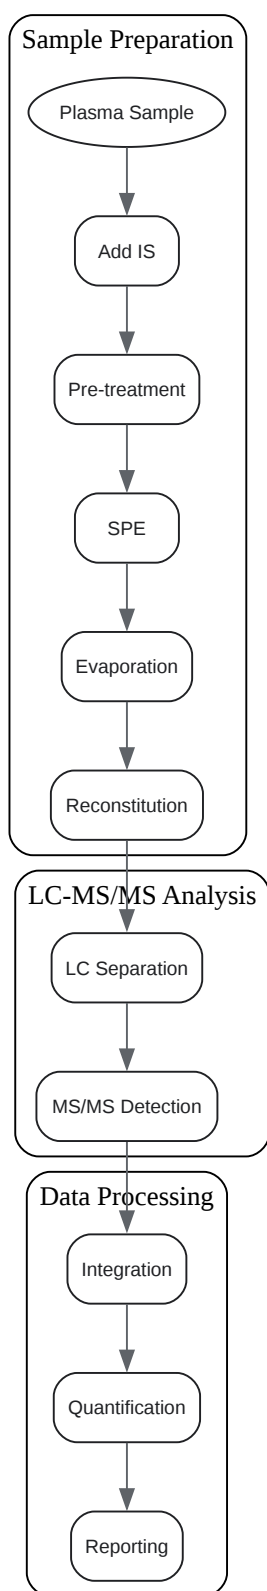 Sample Preparation
Plasma Sample
Add IS
Pre-treatment
SPE
Evaporation
Reconstitution
LC-MS/MS Analysis
LC Separation
MS/MS Detection
Data Processing
Integration
Quantification
Reporting